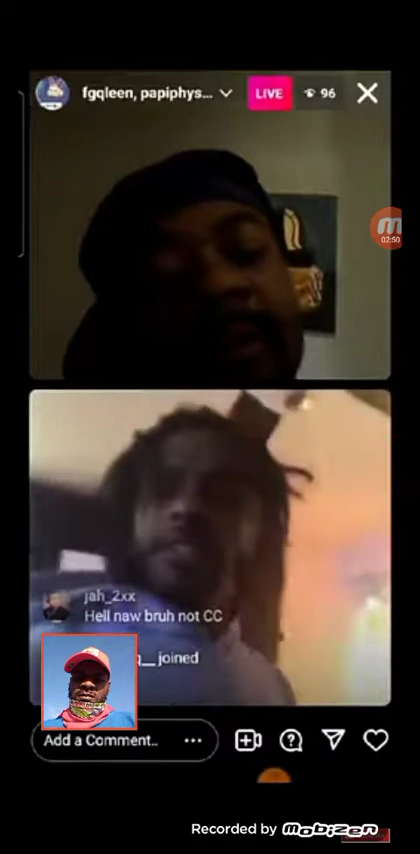 fgqleen, papiphys...
LIVE
96
02:50
jah_2xx
Hell naw bruh not CC
joined
Add a Comment..
Recorded by mobizen